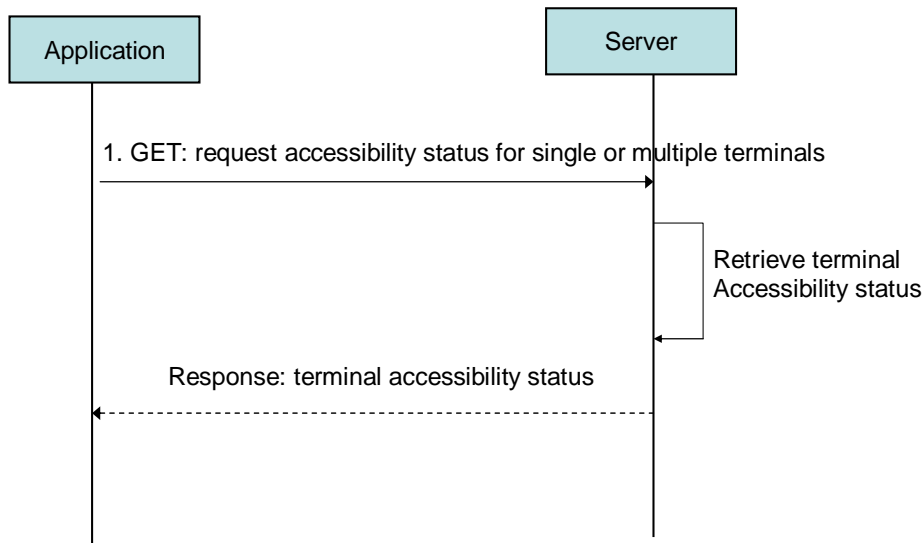 Application
Server
1. GET: request accessibility status for single or multiple terminals
Retrieve terminal
Accessibility status
Response: terminal accessibility status